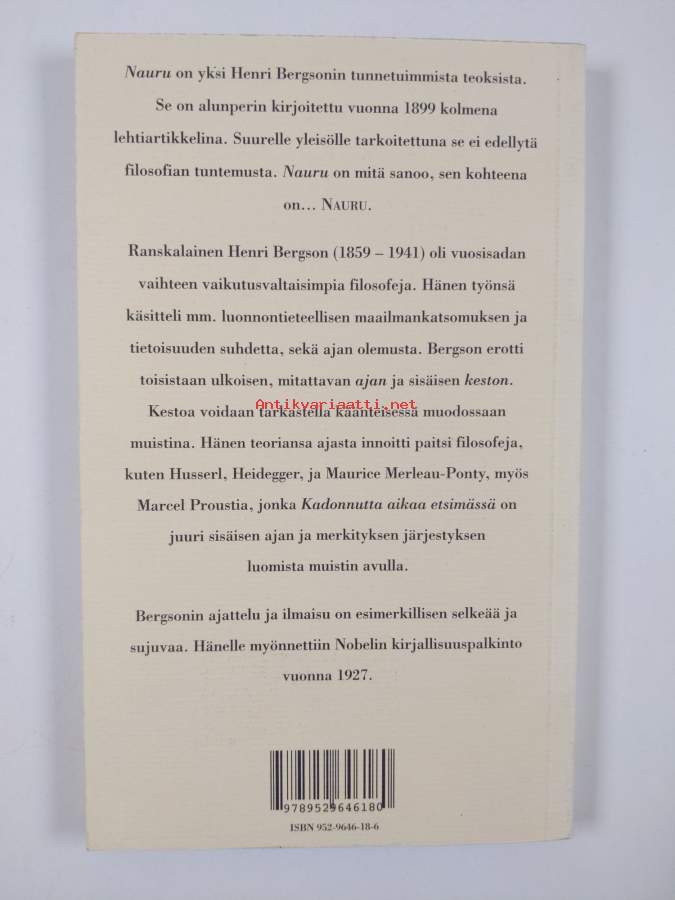 Nauru on yksi Henri Bergsonin tunnetuimmista teoksista.
Se on alunperin kirjoitettu vuonna 1899 kolmena
lehtiartikkelina. Suurelle yleisölle tarkoitettuna se ei edellytä
filosofian tuntemusta. Nauru on mitä sanoo, sen kohteena
on... NAURU.
Ranskalainen Henri Bergson (1859 – 1941) oli vuosisadan
vaihteen vaikutusvaltaisimpia filosofeja. Hänen työnsä
käsitteli mm. luonnontieteellisen maailmankatsomuksen ja
tietoisuuden suhdetta, sekä ajan olemusta. Bergson erotti
toisistaan ulkoisen, mitattavan ajan ja sisäisen keston.
Antikvariaatti.net
Kestoa voidaan tarkastella käänteisessä muodossaan
muistina. Hänen teoriansa ajasta innoitti paitsi filosofeja,
kuten Husserl, Heidegger, ja Maurice Merleau-Ponty, myös
Marcel Proustia, jonka Kadonnutta aikaa etsimässä on
juuri sisäisen ajan ja merkityksen järjestyksen
luomista muistin avulla.
Bergsonin ajattelu ja ilmaisu on esimerkillisen selkeää ja
sujuvaa. Hänelle myönnettiin Nobelin kirjallisuuspalkinto
vuonna 1927.
9789529646180
ISBN 952-9646-18-6